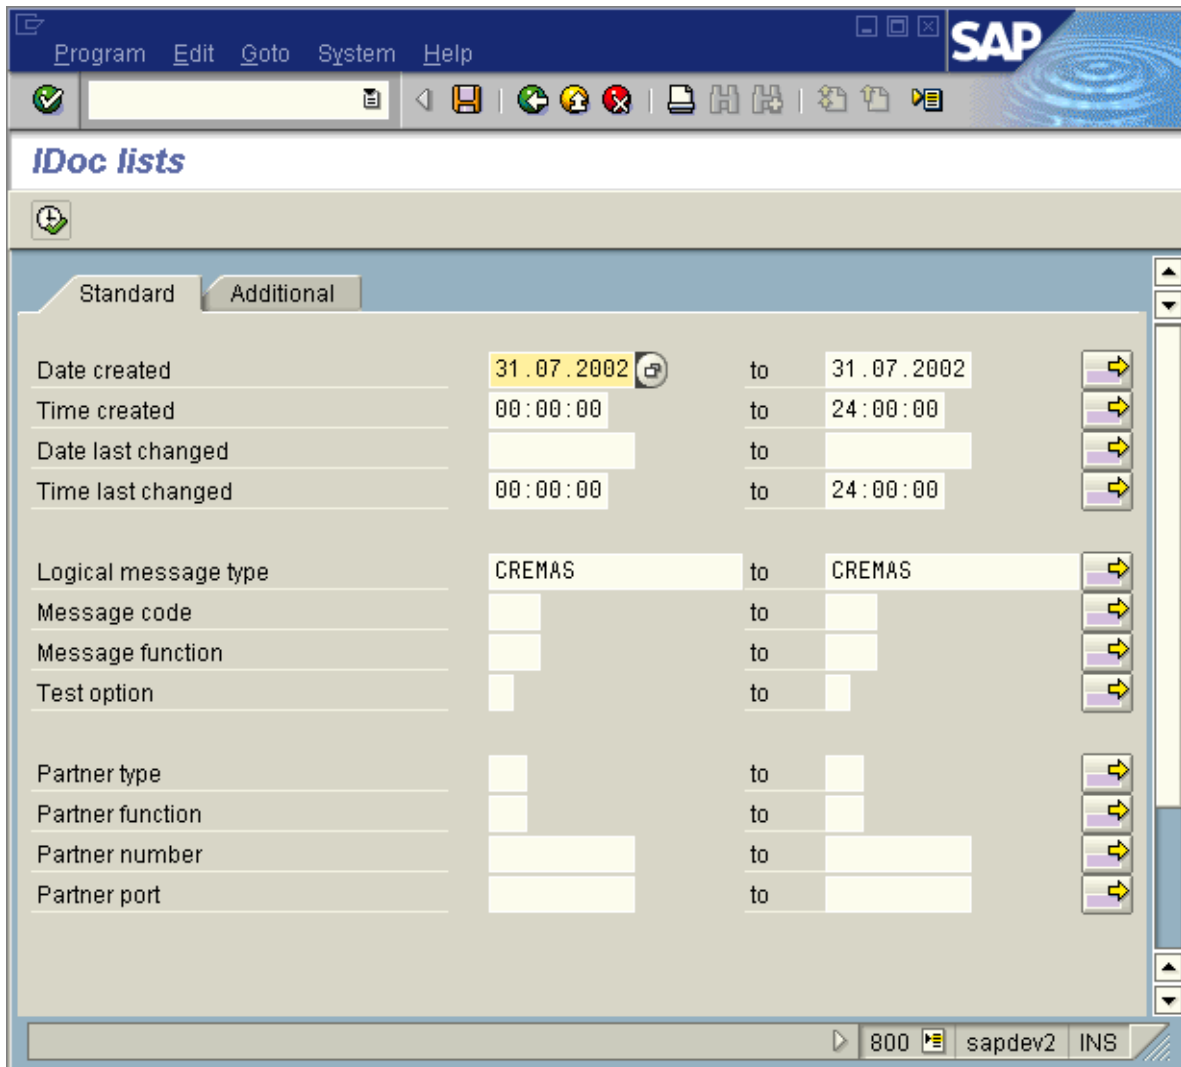 Program Edit Goto System Help
SAP
IDoc lists
Standard Additional
Date created 31.07.2002 to 31.07.2002
Time created 00:00:00 to 24:00:00
Date last changed to
Time last changed 00:00:00 to 24:00:00
Logical message type CREMAS to CREMAS
Message code to
Message function to
Test option to
Partner type to
Partner function to
Partner number to
Partner port to
800 sapdev2 INS